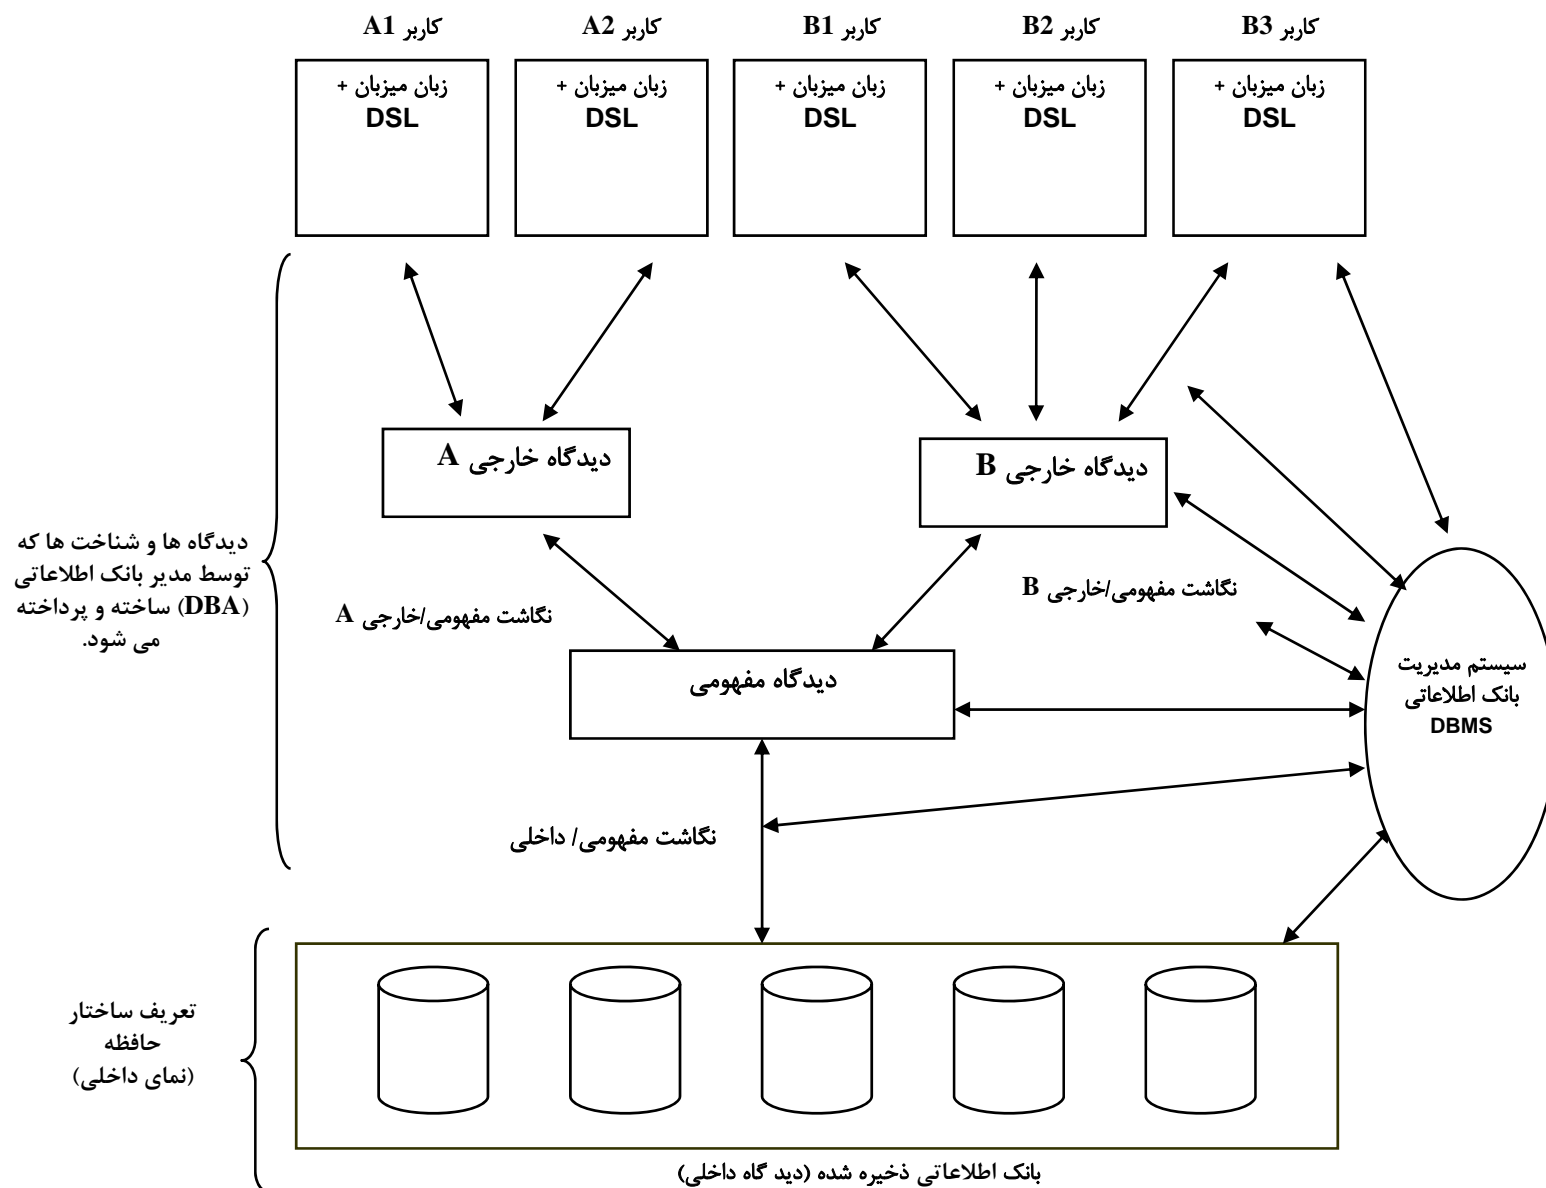 کاربر A1
کاربر A2
کاربر B1
کاربر B2
کاربر B3
زبان میزبان +
DSL
زبان میزبان +
DSL
زبان میزبان +
DSL
زبان میزبان +
DSL
زبان میزبان +
DSL
دیدگاه خارجی A
دیدگاه خارجی B
دیدگاه ها و شناخت ها که
توسط مدیر بانک اطلاعاتی
(DBA) ساخته و پرداخته
می شود.
نگاشت مفهومی/خارجی A
نگاشت مفهومی/خارجی B
دیدگاه مفهومی
سیستم مدیریت
بانک اطلاعاتی
DBMS
نگاشت مفهومی/ داخلی
تعریف ساختار
حافظه
(نمای داخلی)
بانک اطلاعاتی ذخیره شده (دید گاه داخلی)